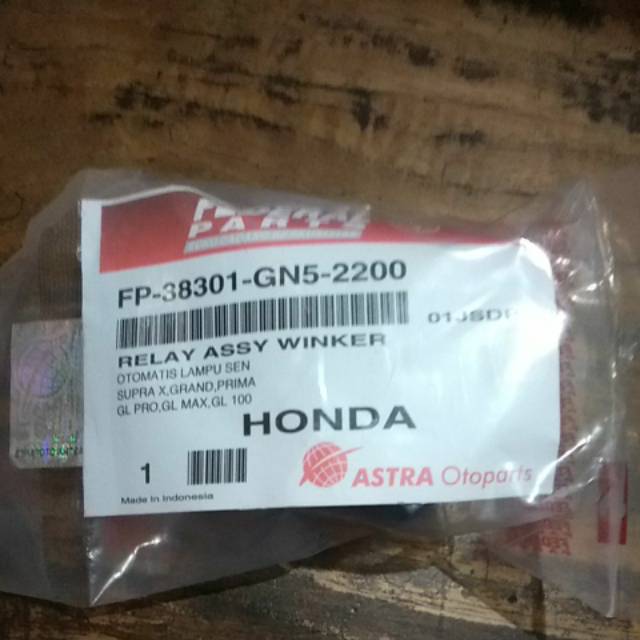 PARTS
FP-38301-GN5-2200
RELAY ASSY WINKER
OTOMATIS LAMPU SEN
SUPRA X,GRAND,PRIMA
GL PRO,GL MAX,GL 100
HONDA
1
ASTRA Otoparts
Made In Indonesia